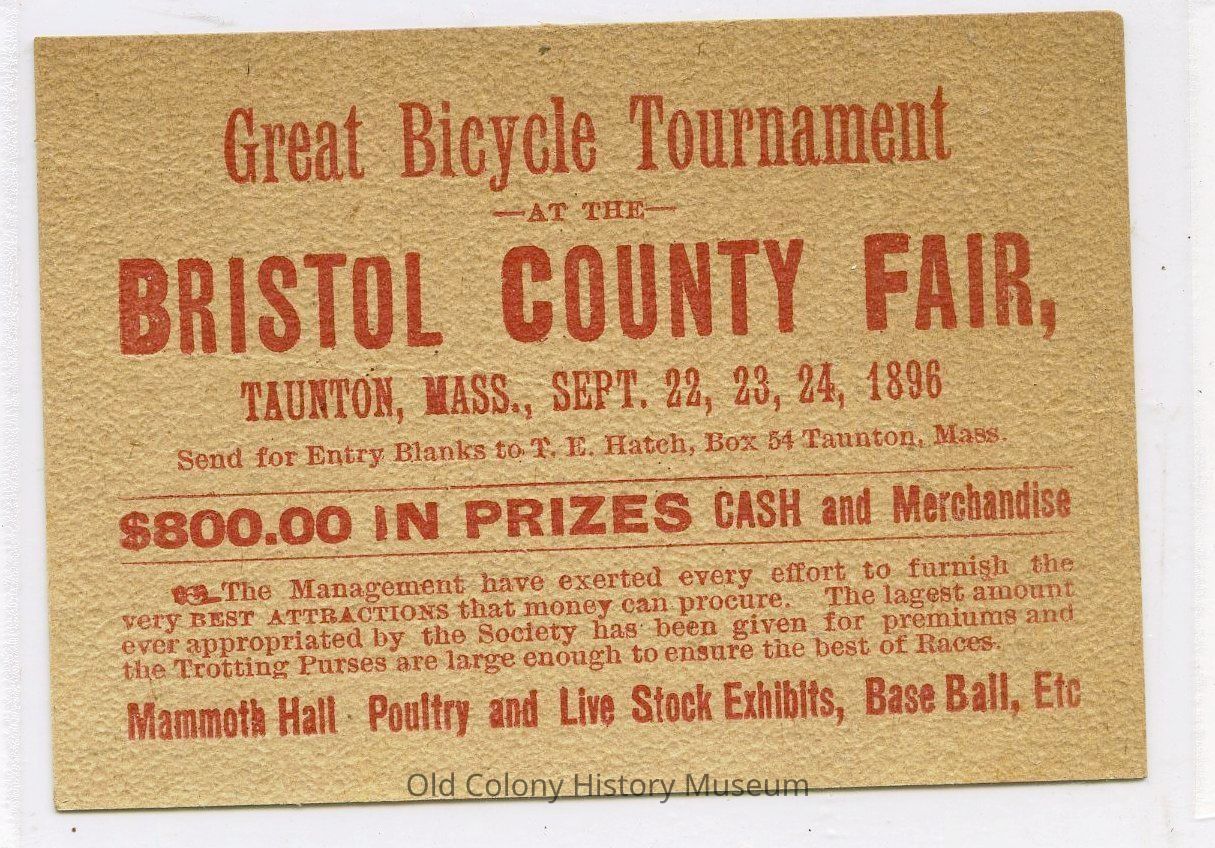 Great Bicycle Tournament
—AT THE—
BRISTOL COUNTY FAIR,
TAUNTON, MASS., SEPT. 22, 23, 24, 1896
Send for Entry Blanks to T. E. Hatch, Box 54 Taunton, Mass.
$800.00 IN PRIZES CASH and Merchandise
The Management have exerted every effort to furnish the
very BEST ATTRACTIONS that money can procure. The lagest amount
ever appropriated by the Society has been given for premiums and
the Trotting Purses are large enough to ensure the best of Races.
Mammoth Hall Poultry and Live Stock Exhibits, Base Ball, Etc
Old Colony History Museum